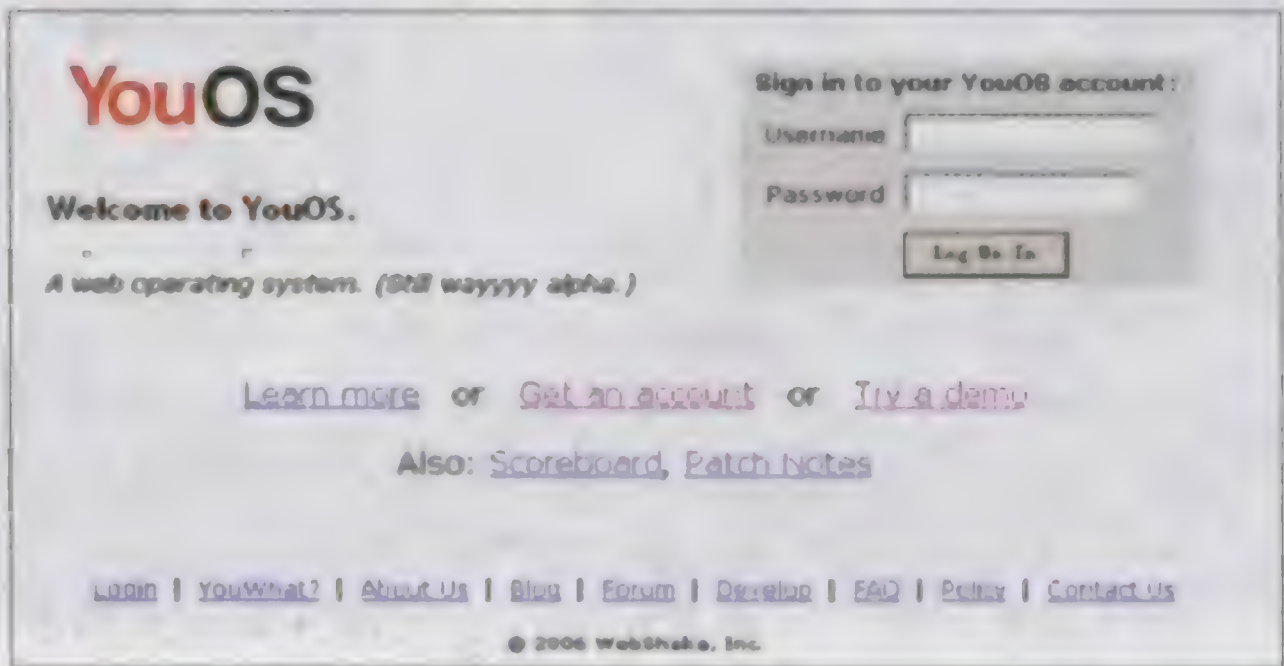 YouOS
Sign in to your YouOS account:
Username
Password
Log Me In
Welcome to YouOS.
A web operating system. (Still wayyyy alpha.)
Learn more or Get an account or Try a demo
Also: Scoreboard, Patch Notes
Login | YouWhat? | About Us | Blog | Forum | Develop | FAQ | Policy | Contact Us
© 2006 WebShaka, Inc.